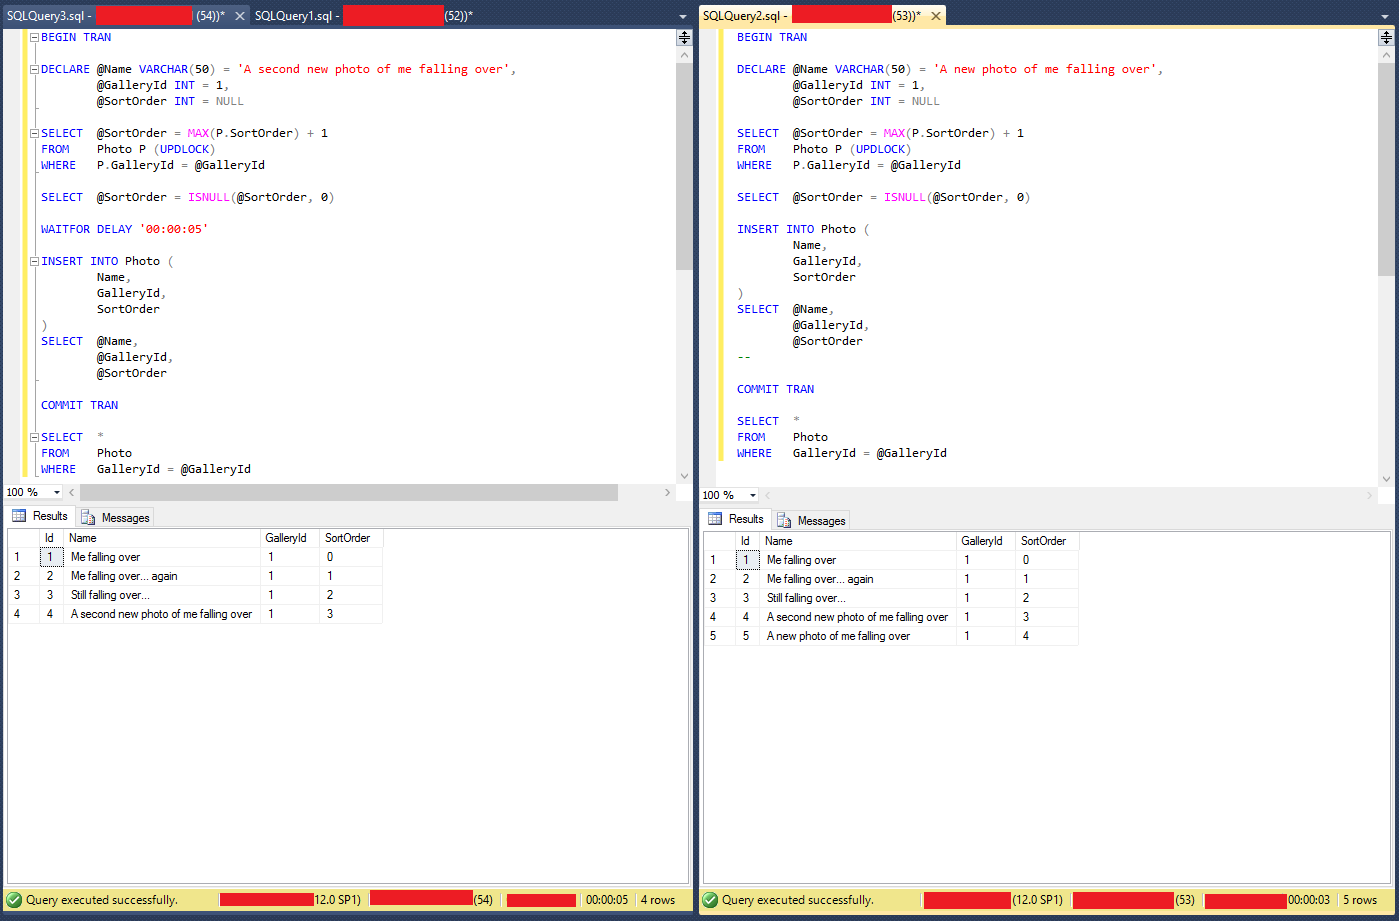 SQLQuery3.sql - (54))* SQLQuery1.sql - (52))*
BEGIN TRAN
DECLARE @Name VARCHAR(50) = 'A second new photo of me falling over',
@GalleryId INT = 1,
@SortOrder INT = NULL
SELECT @SortOrder = MAX(P.SortOrder) + 1
FROM Photo P (UPDLOCK)
WHERE P.GalleryId = @GalleryId
SELECT @SortOrder = ISNULL(@SortOrder, 0)
WAITFOR DELAY '00:00:05'
INSERT INTO Photo (
Name,
GalleryId,
SortOrder
)
SELECT @Name,
@GalleryId,
@SortOrder
COMMIT TRAN
SELECT *
FROM Photo
WHERE GalleryId = @GalleryId
100 %
Results Messages
Id Name GalleryId SortOrder
1 1 Me falling over 1 0
2 2 Me falling over... again 1 1
3 3 Still falling over... 1 2
4 4 A second new photo of me falling over 1 3
Query executed successfully. 12.0 SP1) (54) 00:00:05 4 rows
SQLQuery2.sql - (53))*
BEGIN TRAN
DECLARE @Name VARCHAR(50) = 'A new photo of me falling over',
@GalleryId INT = 1,
@SortOrder INT = NULL
SELECT @SortOrder = MAX(P.SortOrder) + 1
FROM Photo P (UPDLOCK)
WHERE P.GalleryId = @GalleryId
SELECT @SortOrder = ISNULL(@SortOrder, 0)
INSERT INTO Photo (
Name,
GalleryId,
SortOrder
)
SELECT @Name,
@GalleryId,
@SortOrder
--
COMMIT TRAN
SELECT *
FROM Photo
WHERE GalleryId = @GalleryId
100 %
Results Messages
Id Name GalleryId SortOrder
1 1 Me falling over 1 0
2 2 Me falling over... again 1 1
3 3 Still falling over... 1 2
4 4 A second new photo of me falling over 1 3
5 5 A new photo of me falling over 1 4
Query executed successfully. (12.0 SP1) (53) 00:00:03 5 rows